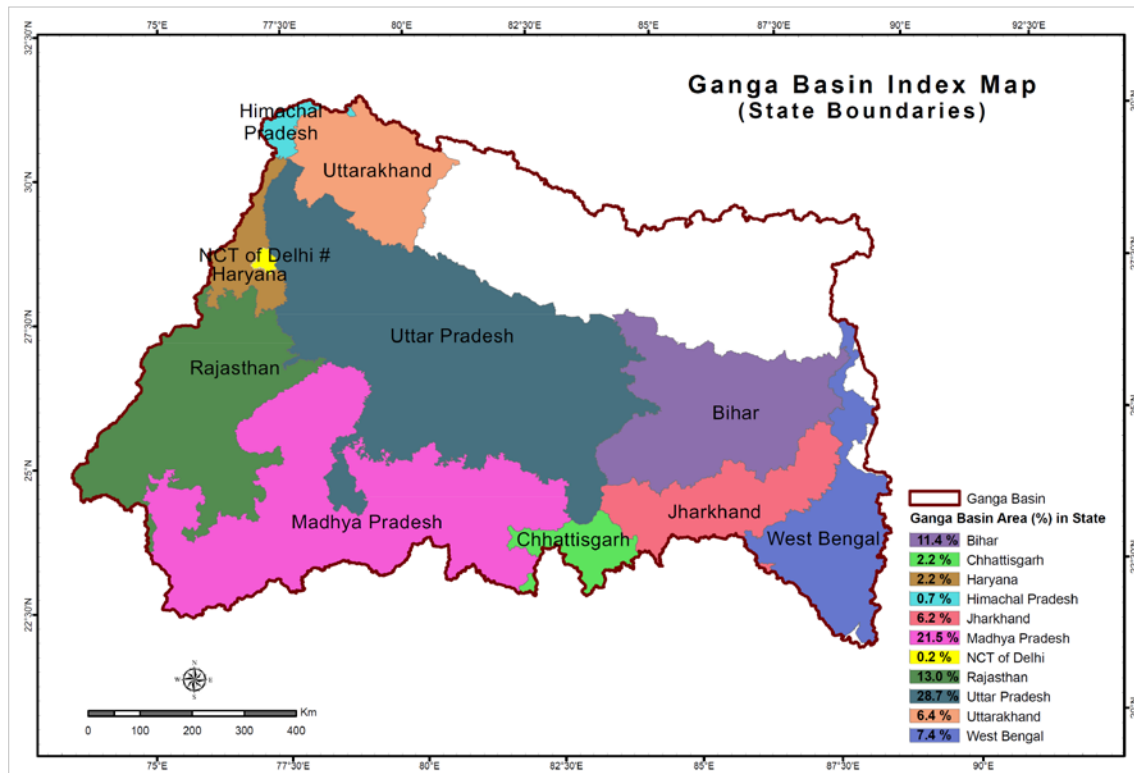 75°E 77°30'E 80°E 82°30'E 85°E 87°30'E 90°E 92°30'E
32°30'N
30°N
27°30'N
25°N
22°30'N
Ganga Basin Index Map
(State Boundaries)
Himachal
Pradesh
Uttarakhand
NCT of Delhi #
Haryana
Uttar Pradesh
Rajasthan
Bihar
Madhya Pradesh
Jharkhand
Chhattisgarh
West Bengal
Ganga Basin
Ganga Basin Area (%) in State
11.4 % Bihar
2.2 % Chhattisgarh
2.2 % Haryana
0.7 % Himachal Pradesh
6.2 % Jharkhand
21.5 % Madhya Pradesh
0.2 % NCT of Delhi
13.0 % Rajasthan
28.7 % Uttar Pradesh
6.4 % Uttarakhand
7.4 % West Bengal
N
W E
S
Km
0 100 200 300 400
75°E 77°30'E 80°E 82°30'E 85°E 87°30'E 90°E